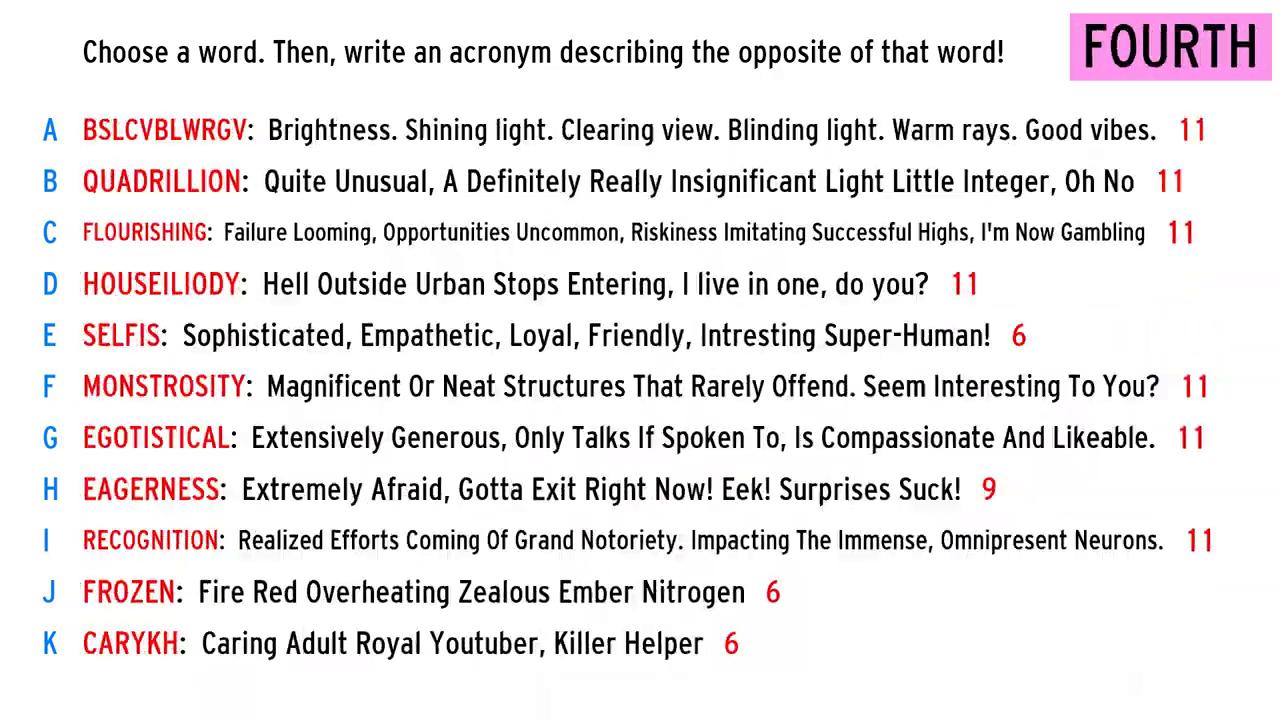 Choose a word. Then, write an acronym describing the opposite of that word! FOURTH
A BSLCVBLWRGV: Brightness. Shining light. Clearing view. Blinding light. Warm rays. Good vibes. 11
B QUADRILLION: Quite Unusual, A Definitely Really Insignificant Light Little Integer, Oh No 11
C FLOURISHING: Failure Looming, Opportunities Uncommon, Riskiness Imitating Successful Highs, I'm Now Gambling 11
D HOUSEILIODY: Hell Outside Urban Stops Entering, I live in one, do you? 11
E SELFIS: Sophisticated, Empathetic, Loyal, Friendly, Intresting Super-Human! 6
F MONSTROSITY: Magnificent Or Neat Structures That Rarely Offend. Seem Interesting To You? 11
G EGOTISTICAL: Extensively Generous, Only Talks If Spoken To, Is Compassionate And Likeable. 11
H EAGERNESS: Extremely Afraid, Gotta Exit Right Now! Eek! Surprises Suck! 9
I RECOGNITION: Realized Efforts Coming Of Grand Notoriety. Impacting The Immense, Omnipresent Neurons. 11
J FROZEN: Fire Red Overheating Zealous Ember Nitrogen 6
K CARYKH: Caring Adult Royal Youtuber, Killer Helper 6